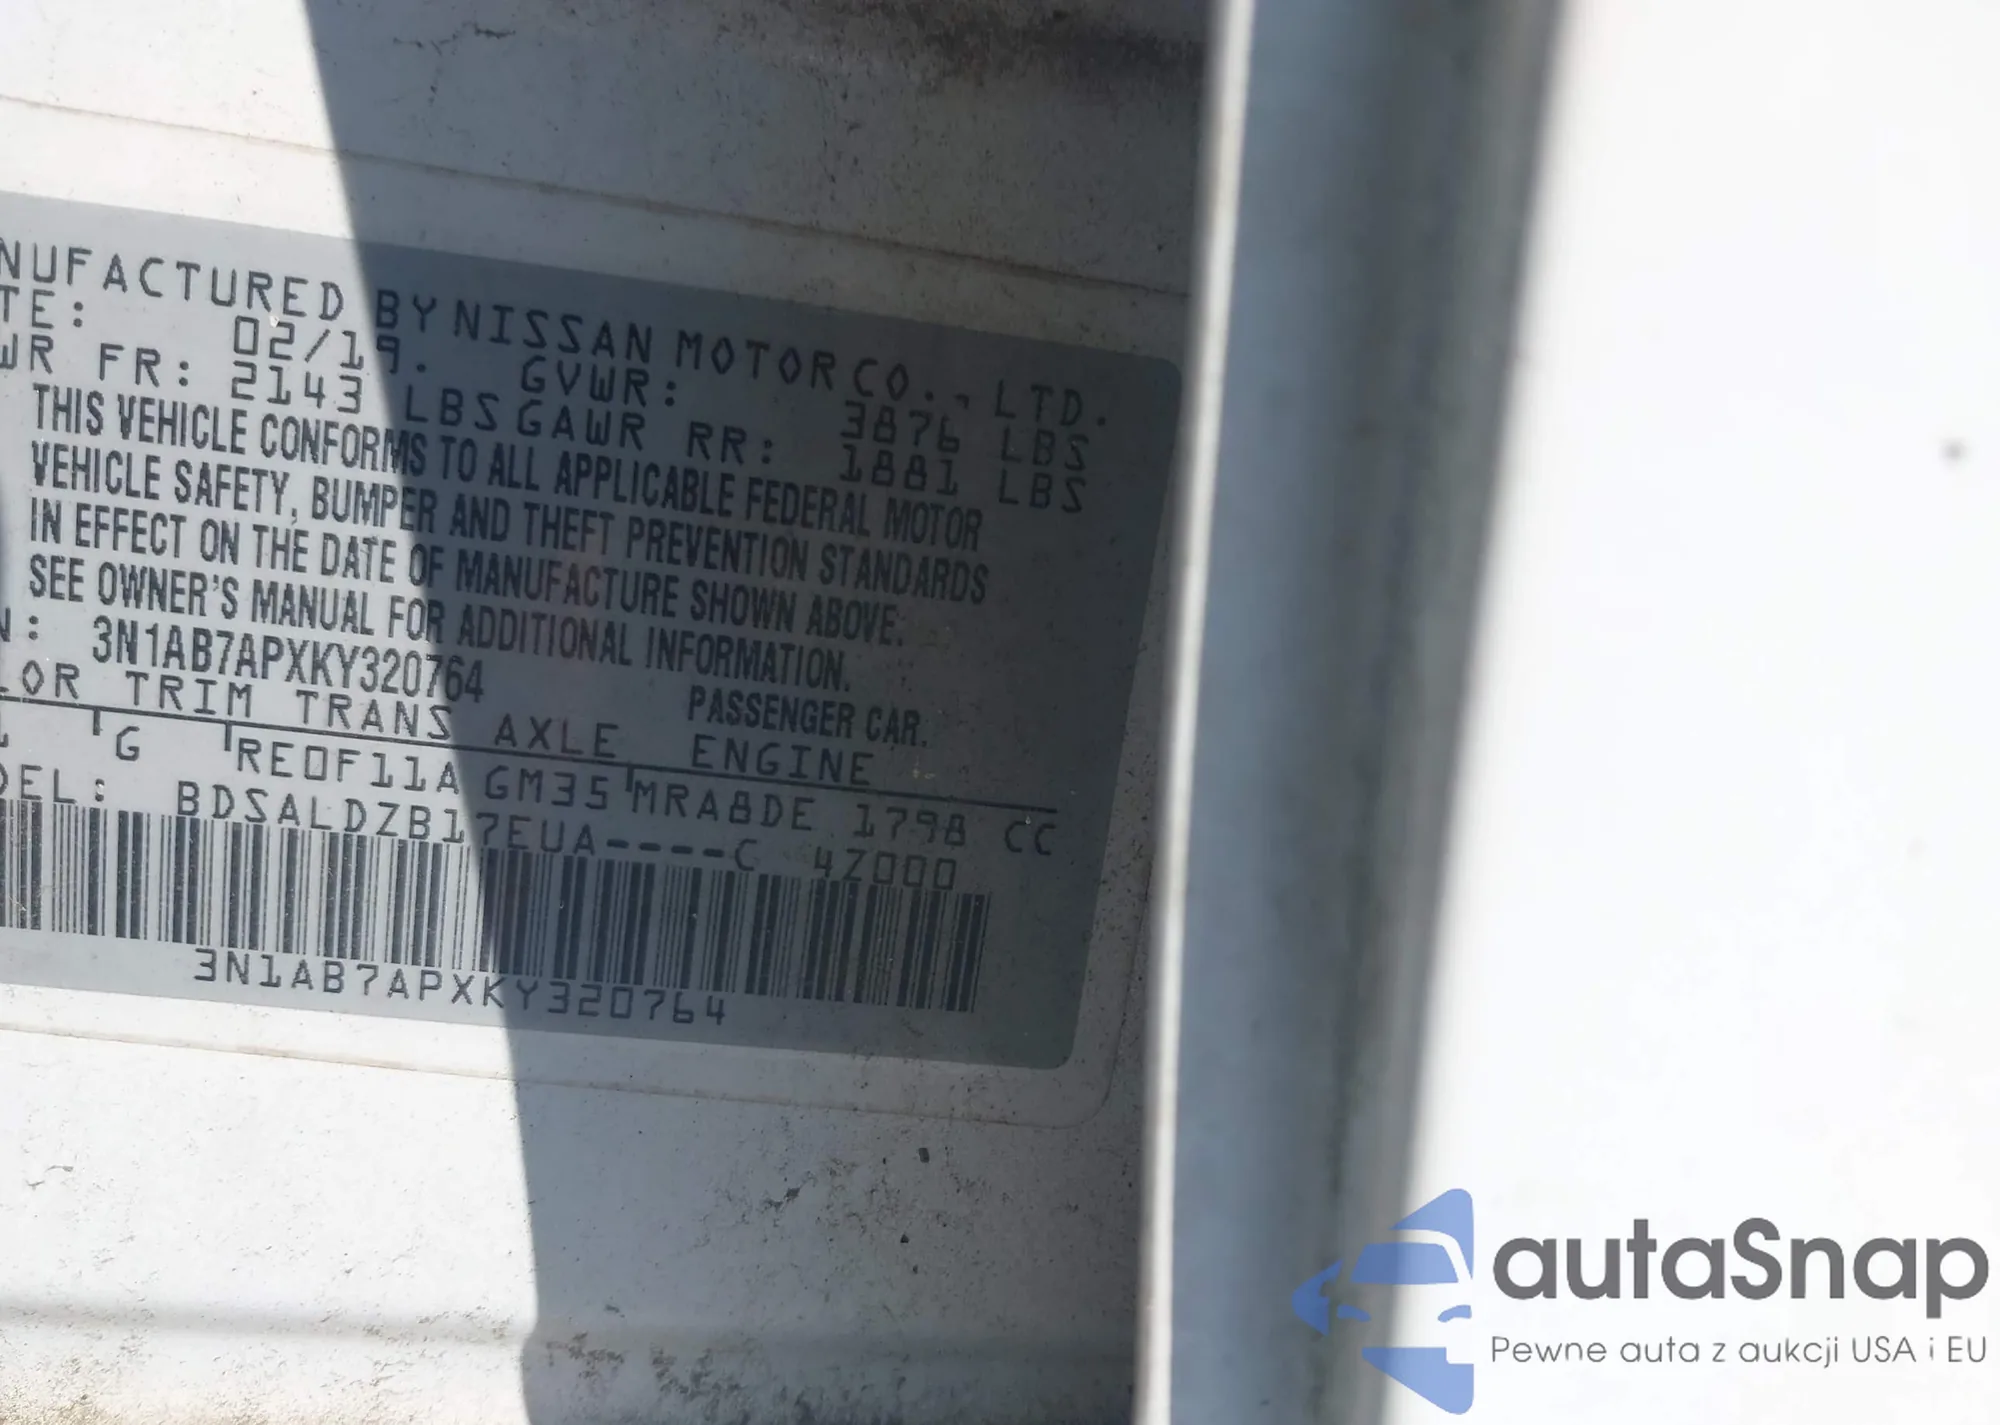 NUFACTURED BY NISSAN MOTOR CO., LTD.
TE: 02/19. GVWR: 3876 LBS
WR FR: 2143 LBS GAWR RR: 1881 LBS
THIS VEHICLE CONFORMS TO ALL APPLICABLE FEDERAL MOTOR
VEHICLE SAFETY, BUMPER AND THEFT PREVENTION STANDARDS
IN EFFECT ON THE DATE OF MANUFACTURE SHOWN ABOVE.
SEE OWNER'S MANUAL FOR ADDITIONAL INFORMATION.
N: 3N1AB7APXKY320764 PASSENGER CAR.
LOR TRIM TRANS AXLE ENGINE
G RE0F11A GM35 MRA8DE 1798 CC
DEL: BDSALDZB17EUA----C 4Z000
3N1AB7APXKY320764
autaSnap
Pewne auta z aukcji USA i EU